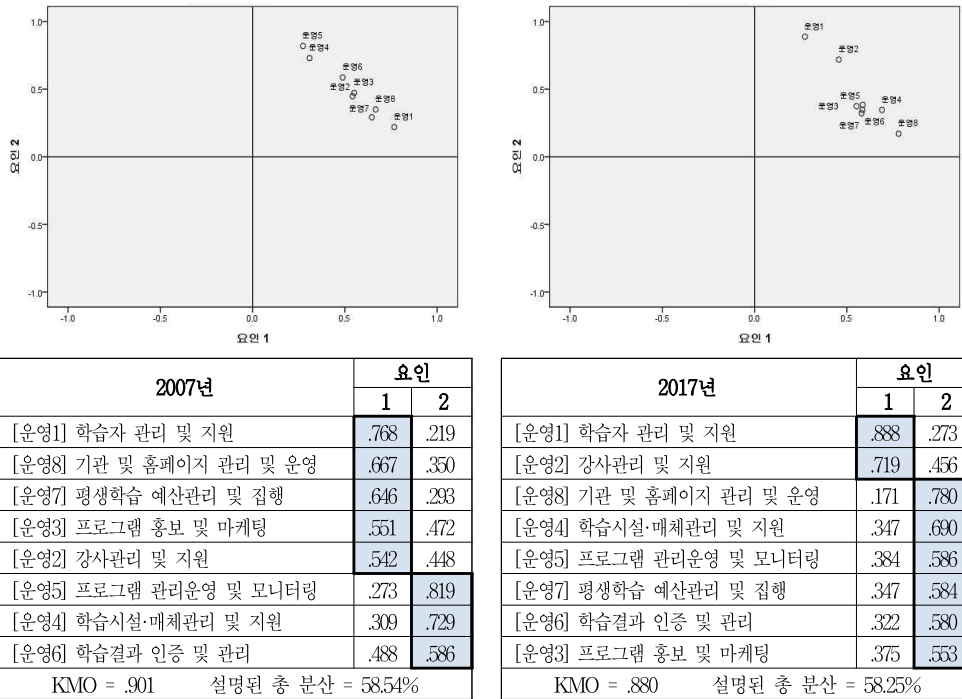 1.0
0.5
0.0
-0.5
-1.0
-1.0
-0.5
0.0
0.5
1.0
요인 2
요인 1
운영5
운영4
운영6
운영2
운영3
운영7
운영8
운영1
1.0
0.5
0.0
-0.5
-1.0
-1.0
-0.5
0.0
0.5
1.0
요인 2
요인 1
운영1
운영2
운영5
운영3
운영4
운영7
운영6
운영8
2007년 요인
1 2
[운영1] 학습자 관리 및 지원 .768 .219
[운영8] 기관 및 홈페이지 관리 및 운영 .667 .350
[운영7] 평생학습 예산관리 및 집행 .646 .293
[운영3] 프로그램 홍보 및 마케팅 .551 .472
[운영2] 강사관리 및 지원 .542 .448
[운영5] 프로그램 관리운영 및 모니터링 .273 .819
[운영4] 학습시설·매체관리 및 지원 .309 .729
[운영6] 학습결과 인증 및 관리 .488 .586
KMO = .901 설명된 총 분산 = 58.54%
2017년 요인
1 2
[운영1] 학습자 관리 및 지원 .888 .273
[운영2] 강사관리 및 지원 .719 .456
[운영8] 기관 및 홈페이지 관리 및 운영 .171 .780
[운영4] 학습시설·매체관리 및 지원 .347 .690
[운영5] 프로그램 관리운영 및 모니터링 .384 .586
[운영7] 평생학습 예산관리 및 집행 .347 .584
[운영6] 학습결과 인증 및 관리 .322 .580
[운영3] 프로그램 홍보 및 마케팅 .375 .553
KMO = .880 설명된 총 분산 = 58.25%